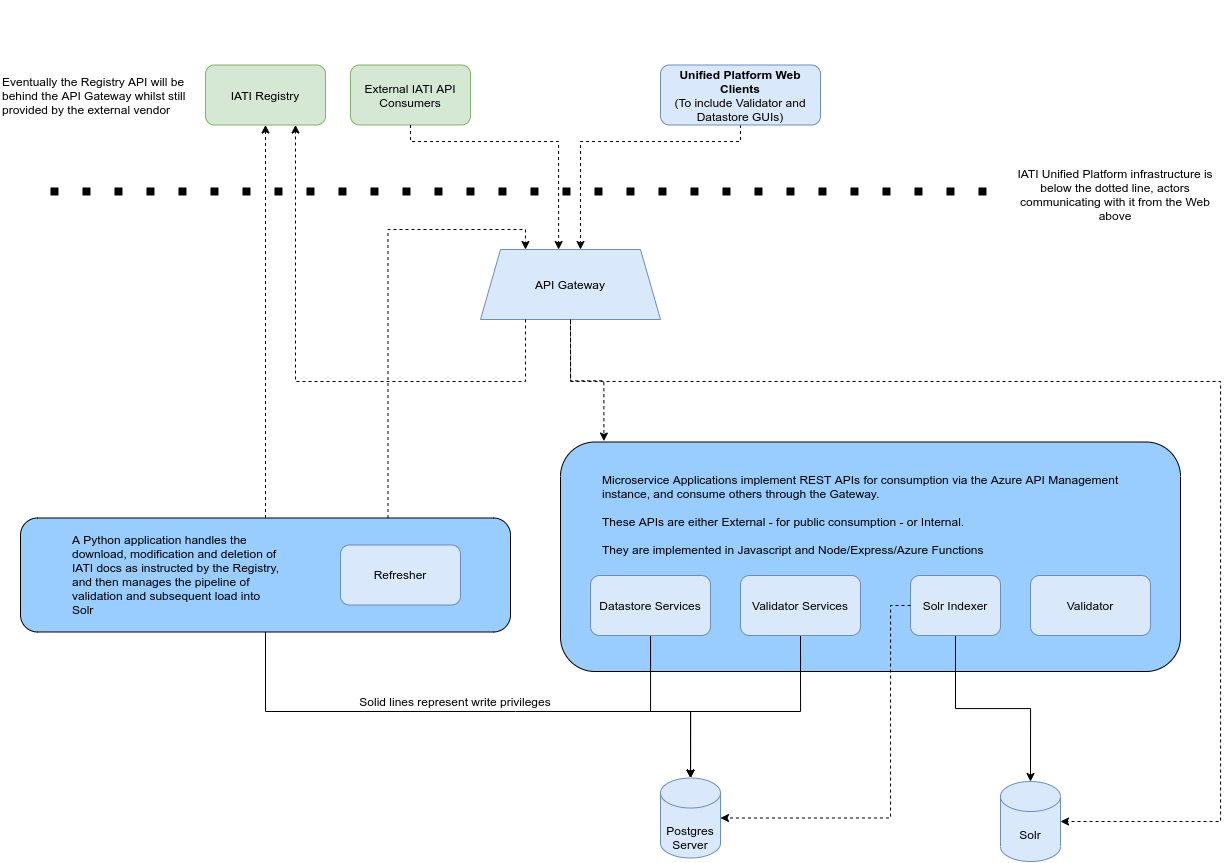 Eventually the Registry API will be
behind the API Gateway whilst still
provided by the external vendor
IATI Registry
External IATI API
Consumers
Unified Platform Web
Clients
(To include Validator and
Datastore GUIs)
IATI Unified Platform infrastructure is
below the dotted line, actors
communicating with it from the Web
above
API Gateway
Microservice Applications implement REST APIs for consumption via the Azure API Management
instance, and consume others through the Gateway.
These APIs are either External - for public consumption - or Internal.
They are implemented in Javascript and Node/Express/Azure Functions
A Python application handles the
download, modification and deletion of
IATI docs as instructed by the Registry,
and then manages the pipeline of
validation and subsequent load into
Solr
Refresher
Datastore Services
Validator Services
Solr Indexer
Validator
Solid lines represent write privileges
Postgres
Server
Solr